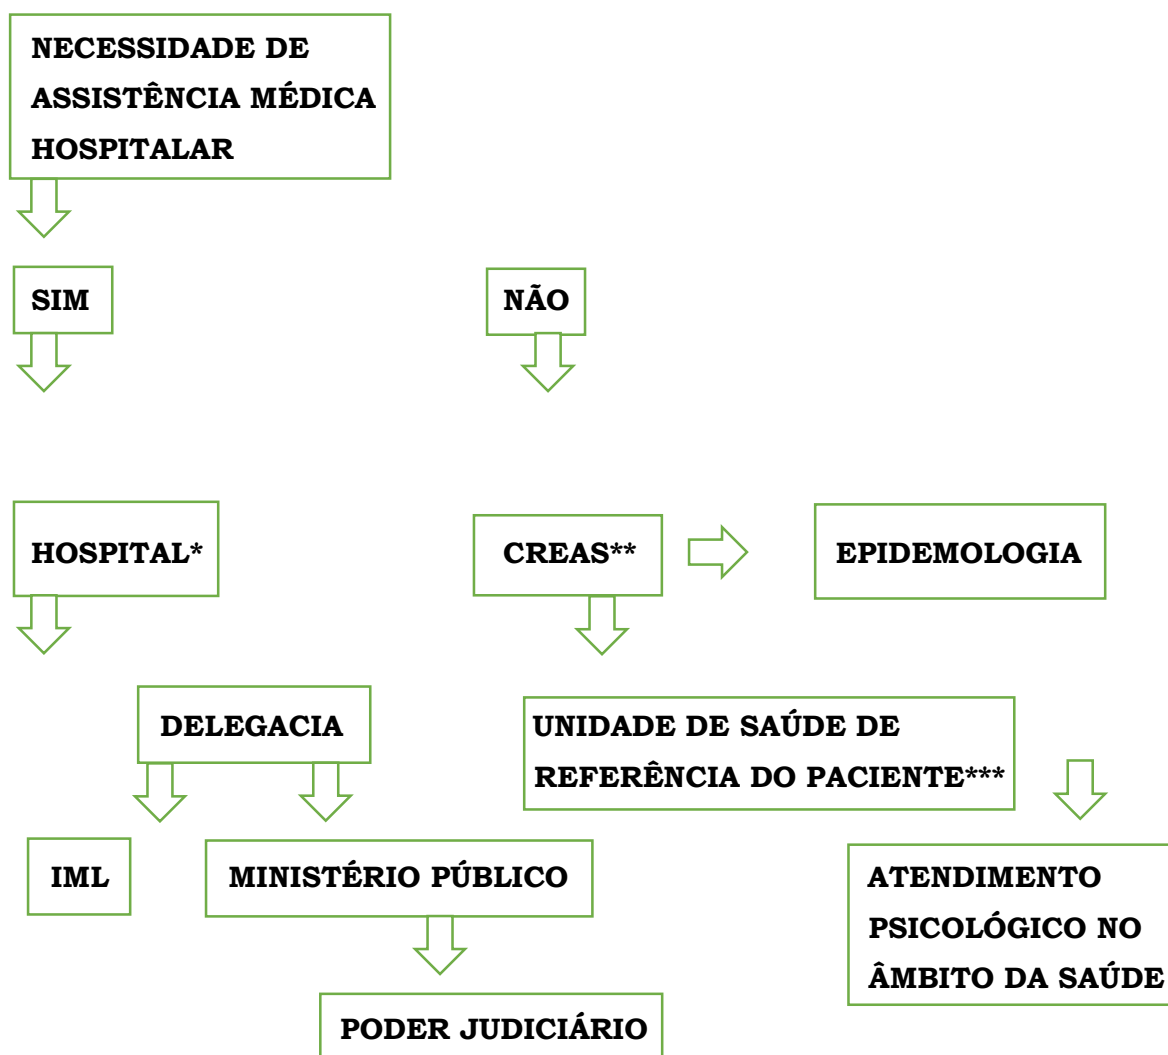 NECESSIDADE DE
ASSISTÊNCIA MÉDICA
HOSPITALAR
SIM
NÃO
HOSPITAL*
CREAS**
EPIDEMOLOGIA
DELEGACIA
UNIDADE DE SAÚDE DE
REFERÊNCIA DO PACIENTE***
IML
MINISTÉRIO PÚBLICO
ATENDIMENTO
PSICOLÓGICO NO
ÂMBITO DA SAÚDE
PODER JUDICIÁRIO